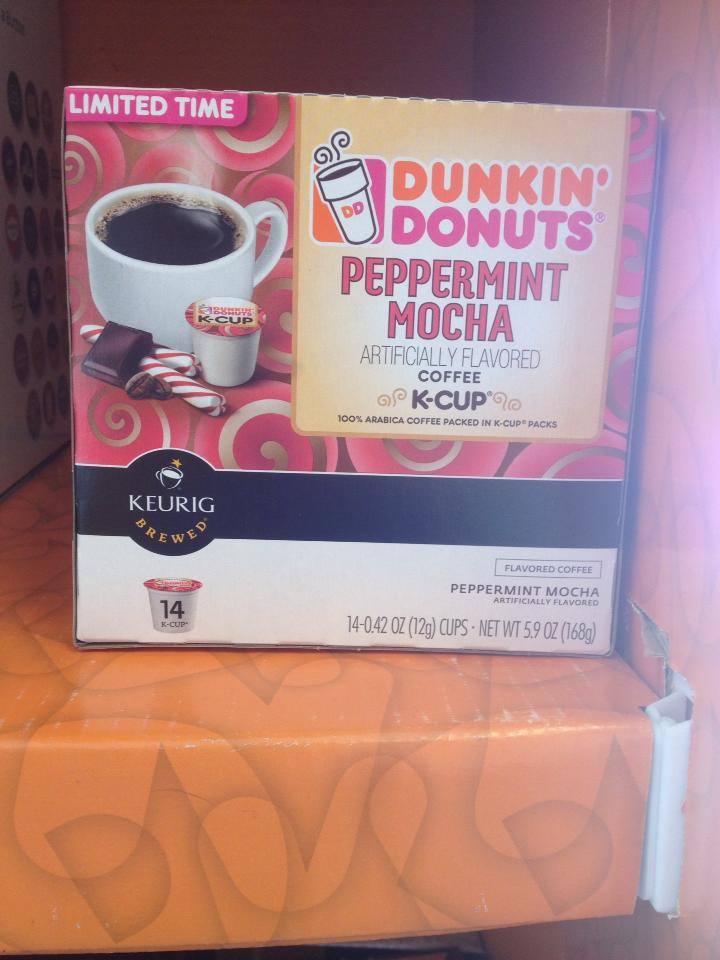 LIMITED TIME
DUNKIN'
DONUTS®
DD
PEPPERMINT
MOCHA
ARTIFICIALLY FLAVORED
COFFEE
K-CUP®
100% ARABICA COFFEE PACKED IN K-CUP® PACKS
DUNKIN'
DONUTS
K-CUP
KEURIG
BREWED®
FLAVORED COFFEE
PEPPERMINT MOCHA
ARTIFICIALLY FLAVORED
14
K-CUP®
14-0.42 OZ (12g) CUPS · NET WT 5.9 OZ (168g)